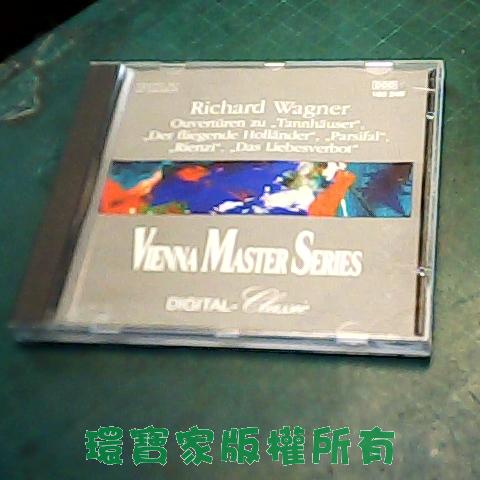 Richard Wagner
Ouvertüren zu „Tannhäuser“,
„Der fliegende Holländer“, „Parsifal“,
„Rienzi“, „Das Liebesverbot“
VIENNA MASTER SERIES
DIGITAL - Classic
環寶家版權所有